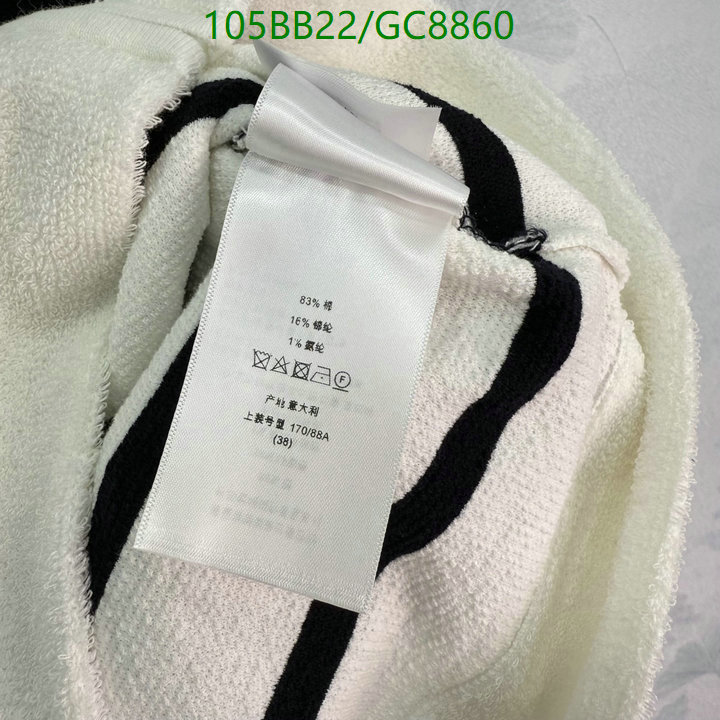 105BB22/GC8860
83% 棉
16% 锦纶
1% 氨纶
F
产地 意大利
上装号型 170/88A
(38)